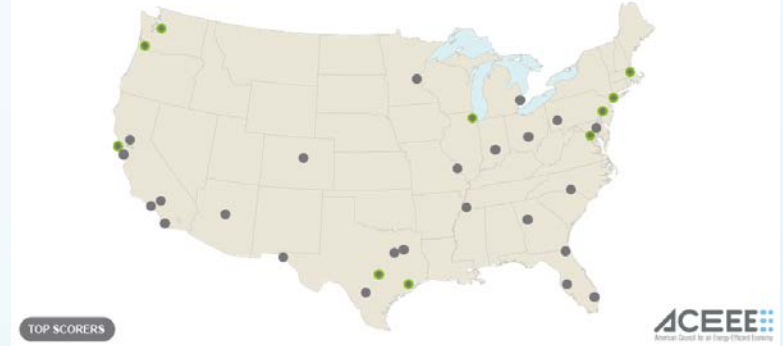 TOP SCORERS
ACEEE
American Council for an Energy-Efficient Economy